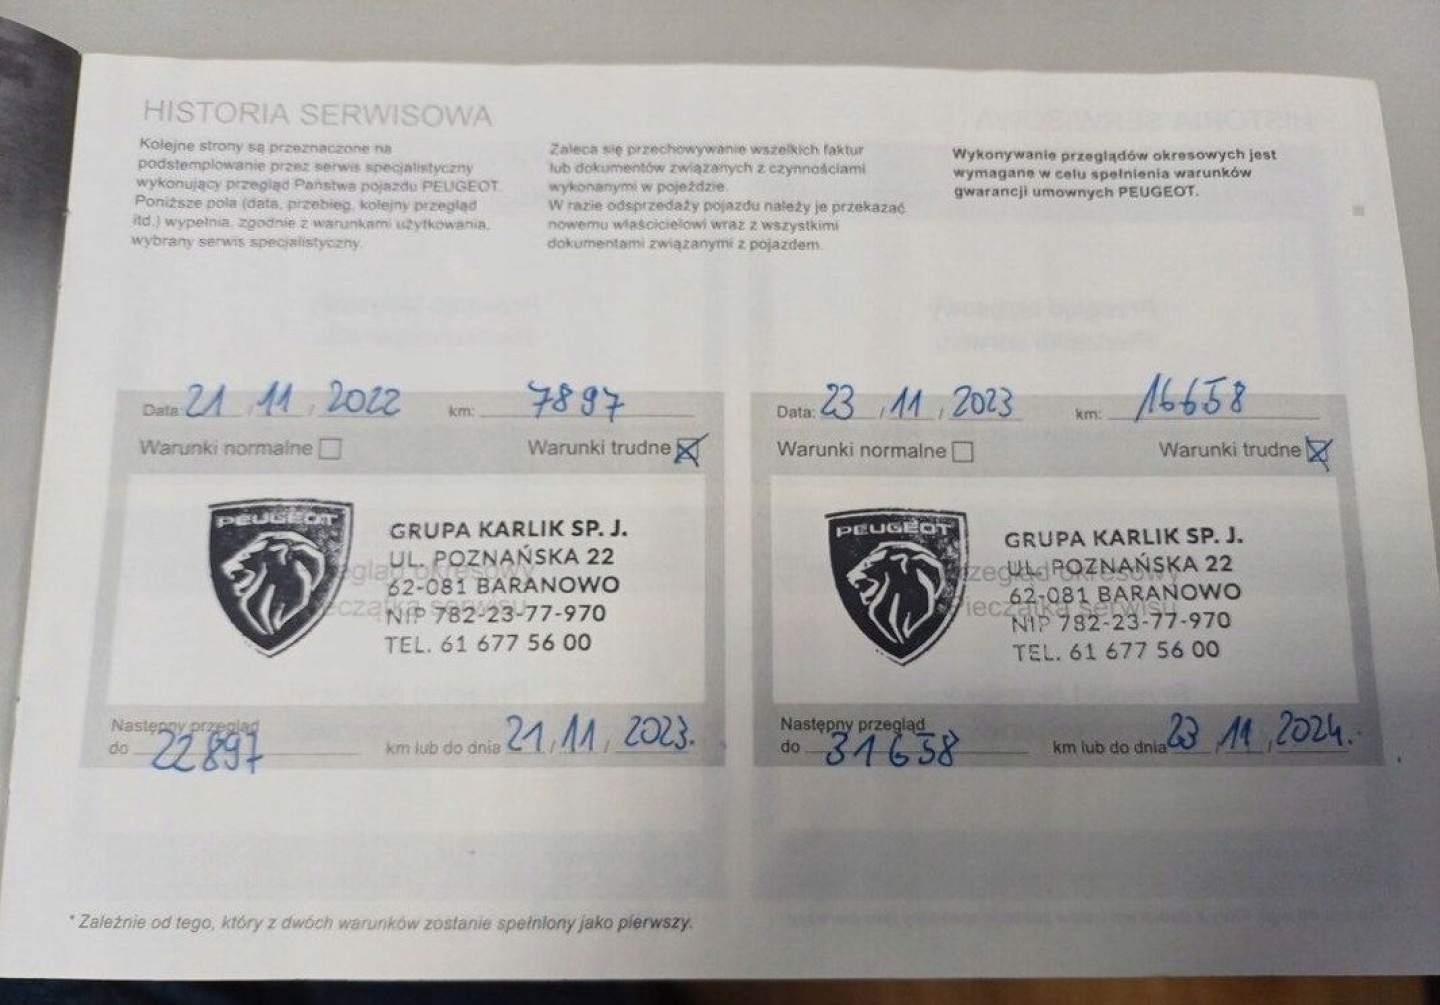 HISTORIA SERWISOWA
Kolejne strony są przeznaczone na
podstemplowanie przez serwis specjalistyczny
wykonujący przegląd Państwa pojazdu PEUGEOT.
Poniższe pola (data, przebieg, kolejny przegląd
itd.) wypełnia, zgodnie z warunkami użytkowania,
wybrany serwis specjalistyczny.
Zaleca się przechowywanie wszelkich faktur
lub dokumentów związanych z czynnościami
wykonanymi w pojeździe.
W razie odsprzedaży pojazdu należy je przekazać
nowemu właścicielowi wraz z wszystkimi
dokumentami związanymi z pojazdem.
Wykonywanie przeglądów okresowych jest
wymagane w celu spełnienia warunków
gwarancji umownych PEUGEOT.
Data: 21 / 11 / 2022 km: 7897
Warunki normalne Warunki trudne
PEUGEOT
GRUPA KARLIK SP. J.
UL. POZNAŃSKA 22
62-081 BARANOWO
NIP 782-23-77-970
TEL. 61 677 56 00
Przegląd okresowy
Pieczątka serwisu
Następny przegląd
do 22897 km lub do dnia 21 / 11 / 2023.
Data: 23 / 11 / 2023 km: 16658
Warunki normalne Warunki trudne
PEUGEOT
GRUPA KARLIK SP. J.
UL. POZNAŃSKA 22
62-081 BARANOWO
NIP 782-23-77-970
TEL. 61 677 56 00
Przegląd okresowy
Pieczątka serwisu
Następny przegląd
do 31658 km lub do dnia 23 / 11 / 2024.
* Zależnie od tego, który z dwóch warunków zostanie spełniony jako pierwszy.